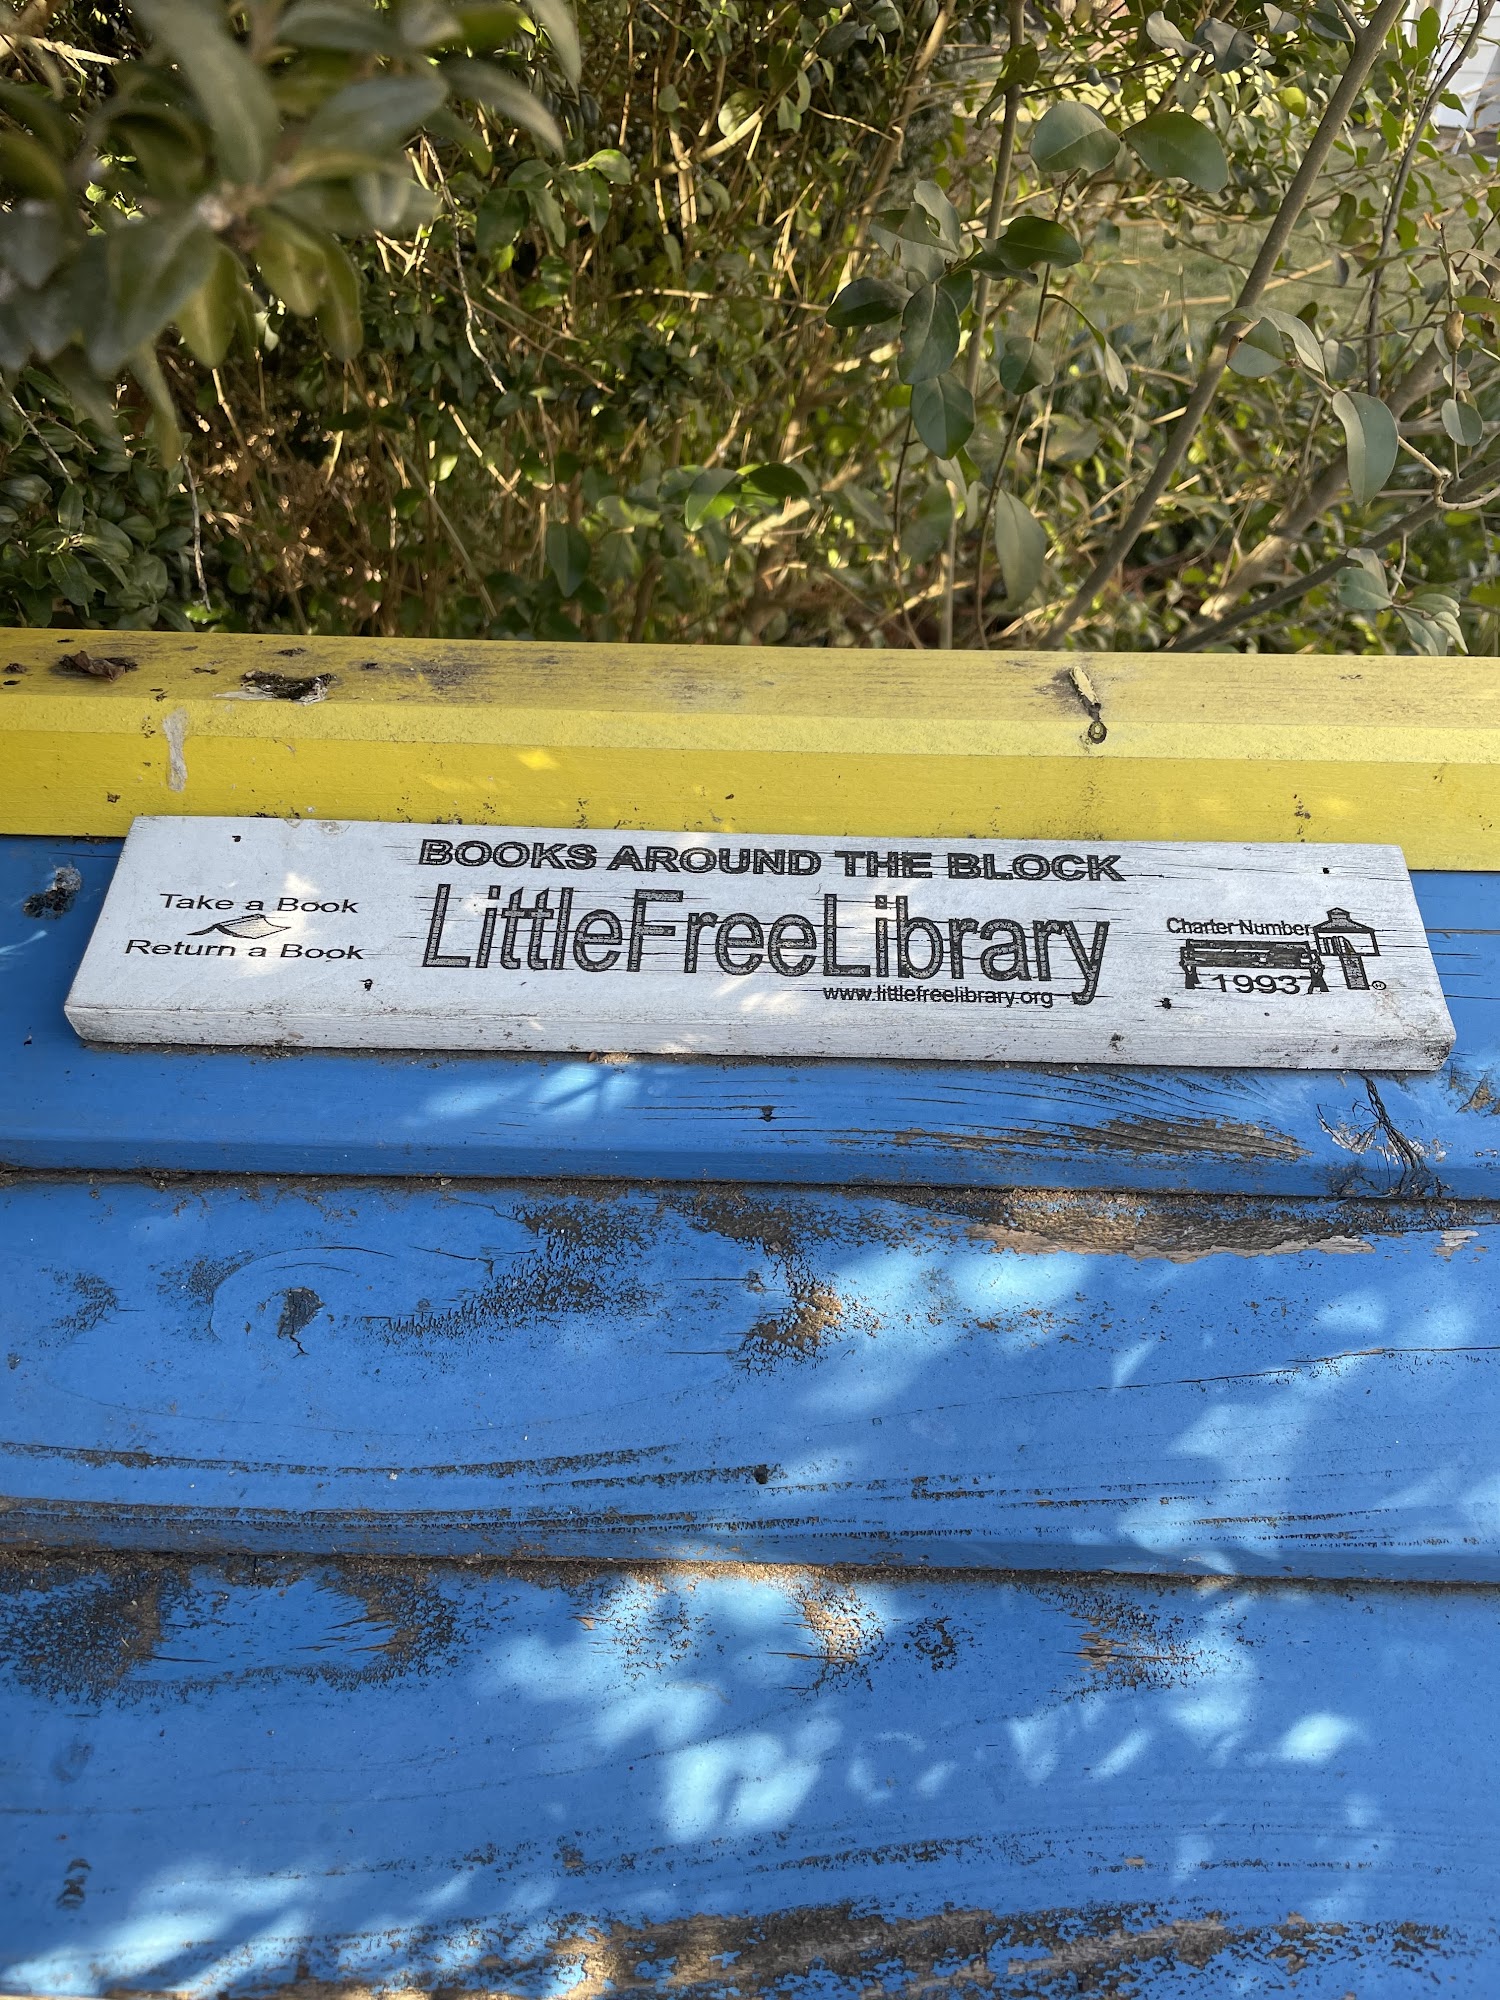 BOOKS AROUND THE BLOCK
Take a Book
Return a Book
LittleFreeLibrary
www.littlefreelibrary.org
Charter Number
1993
®